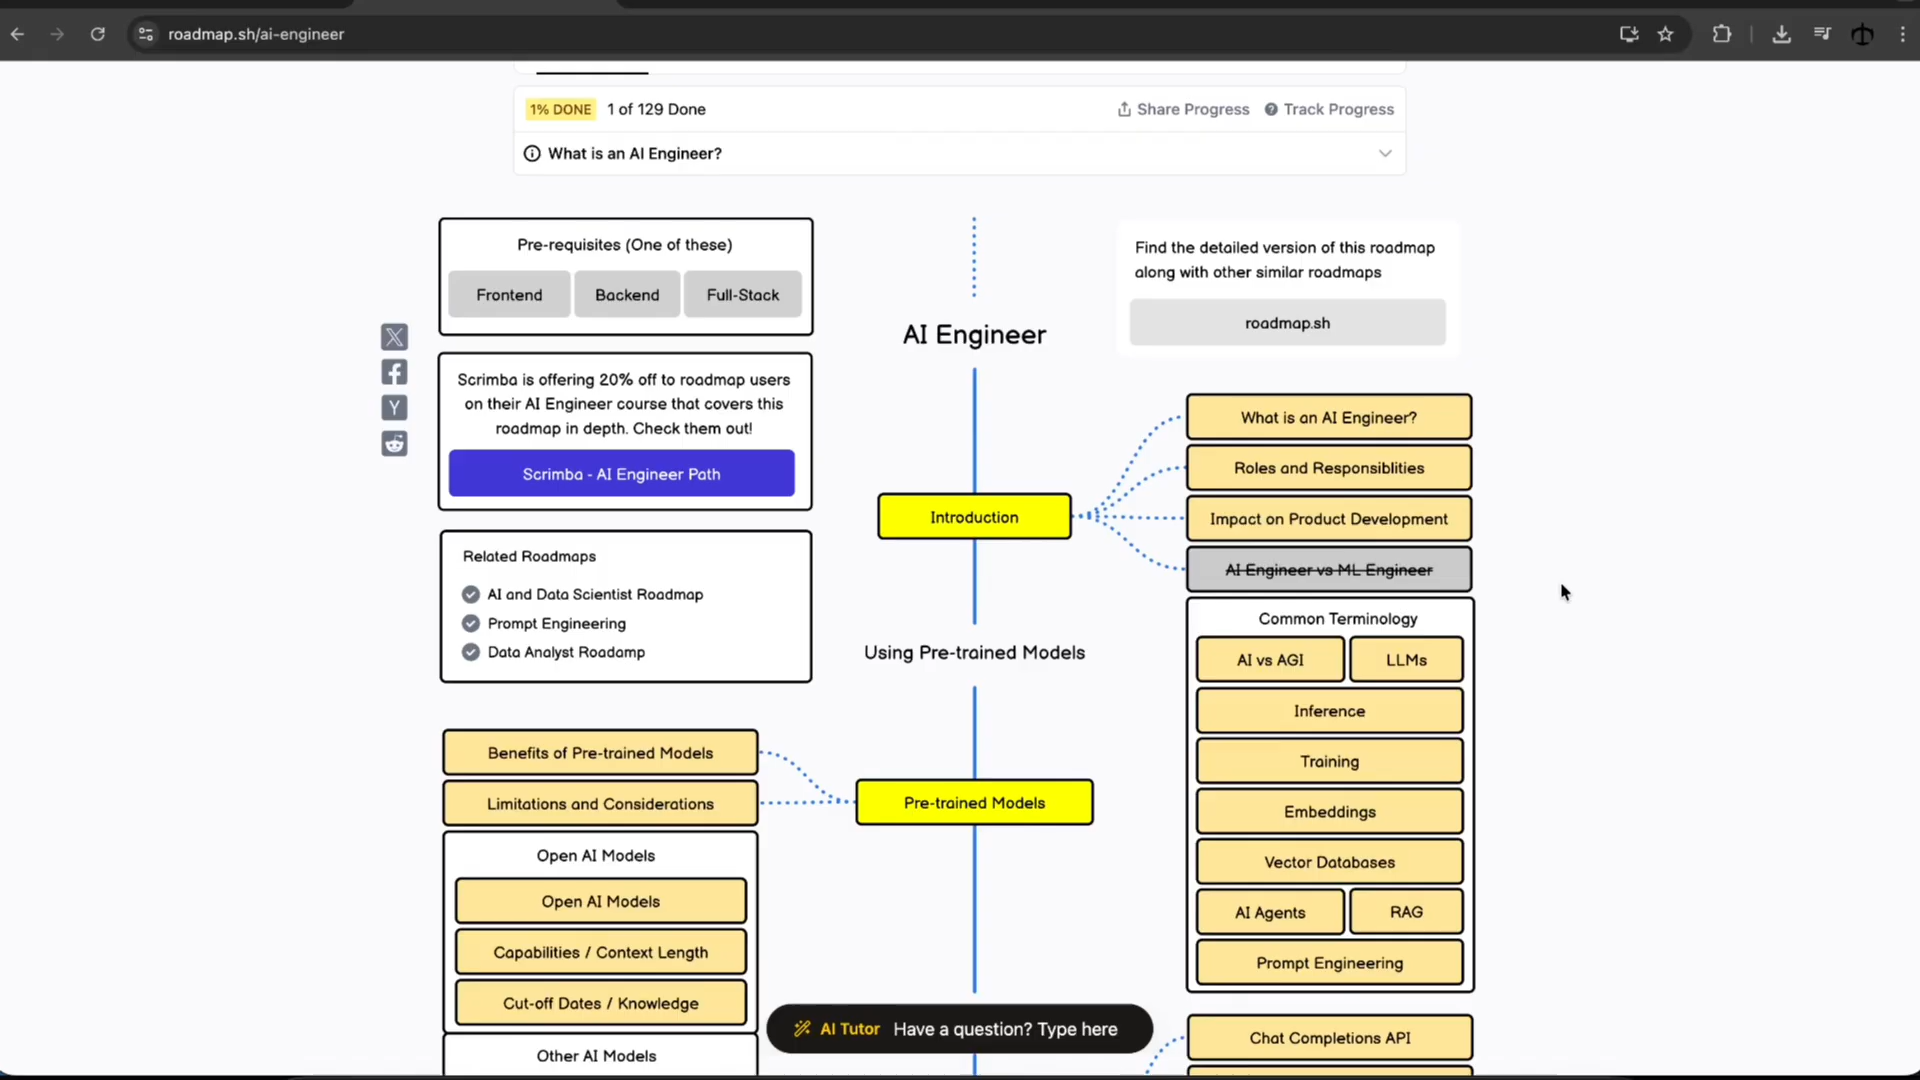 roadmap.sh/ai-engineer
1% DONE
1 of 129 Done
Share Progress
Track Progress
What is an AI Engineer?
Pre-requisites (One of these)
Frontend
Backend
Full-Stack
Scrimba is offering 20% off to roadmap users
on their AI Engineer course that covers this
roadmap in depth. Check them out!
Scrimba - AI Engineer Path
Related Roadmaps
AI and Data Scientist Roadmap
Prompt Engineering
Data Analyst Roadamp
AI Engineer
Find the detailed version of this roadmap
along with other similar roadmaps
roadmap.sh
Introduction
What is an AI Engineer?
Roles and Responsiblities
Impact on Product Development
AI Engineer vs ML Engineer
Common Terminology
AI vs AGI
LLMs
Inference
Training
Embeddings
Vector Databases
AI Agents
RAG
Prompt Engineering
Using Pre-trained Models
Pre-trained Models
Benefits of Pre-trained Models
Limitations and Considerations
Open AI Models
Open AI Models
Capabilities / Context Length
Cut-off Dates / Knowledge
Other AI Models
AI Tutor
Have a question? Type here
Chat Completions API